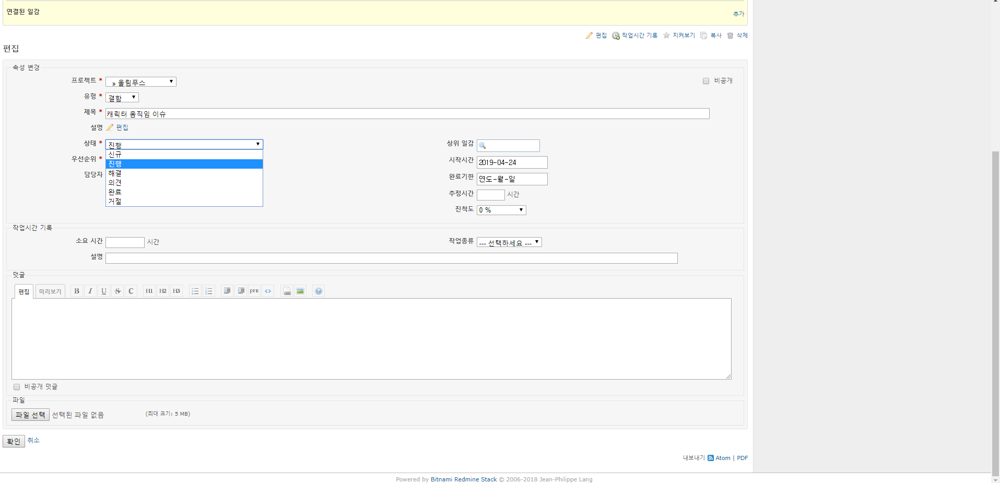 연결된 일감
추가
편집 작업시간 기록 지켜보기 복사 삭제
편집
속성 변경
프로젝트 * » 올림푸스 비공개
유형 * 결함
제목 * 캐릭터 움직임 이슈
설명 편집
상태 * 진행 상위 일감
신규
우선순위 * 진행 시작시간 2019-04-24
담당자 해결
의견 완료기한 연도-월-일
완료 추정시간 시간
거절
진척도 0 %
작업시간 기록
소요 시간 시간 작업종류 --- 선택하세요 ---
설명
덧글
편집 미리보기 B I U S C H1 H2 H3 pre <>
비공개 덧글
파일
파일 선택 선택된 파일 없음 (최대 크기: 5 MB)
확인 취소
내보내기 Atom | PDF
Powered by Bitnami Redmine Stack © 2006-2018 Jean-Philippe Lang